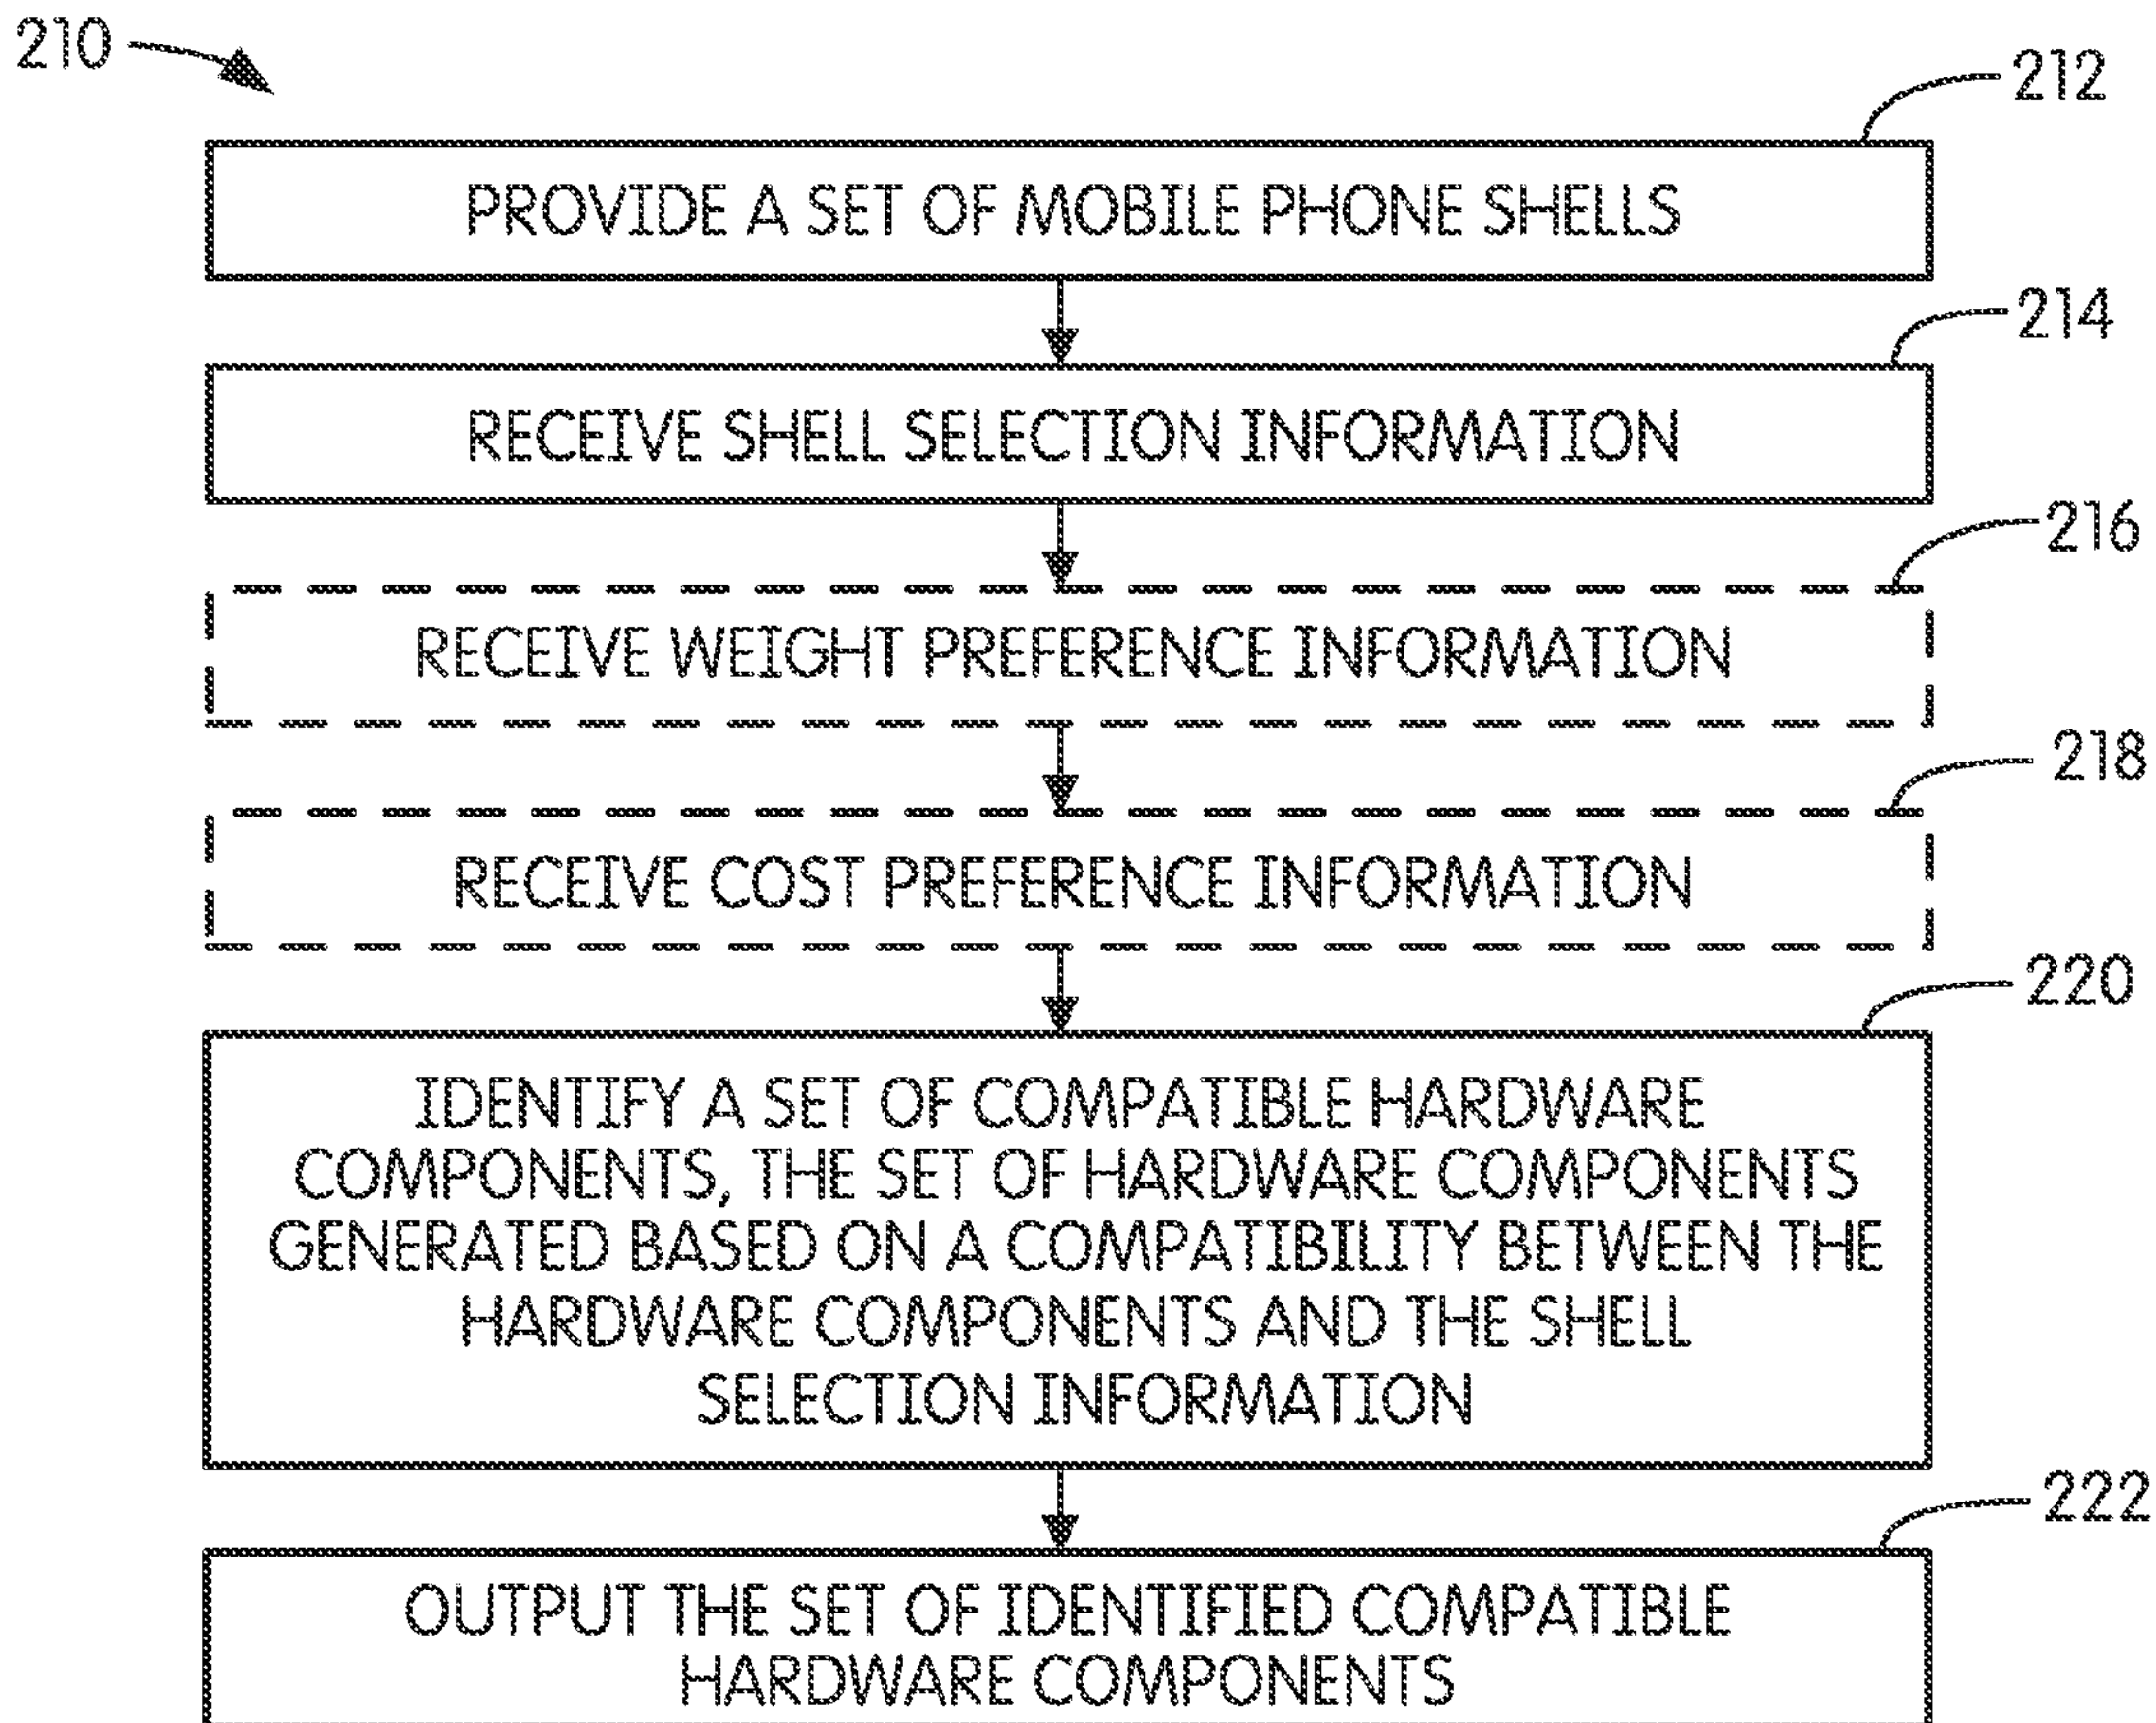 210
212
PROVIDE A SET OF MOBILE PHONE SHELLS
214
RECEIVE SHELL SELECTION INFORMATION
216
RECEIVE WEIGHT PREFERENCE INFORMATION
218
RECEIVE COST PREFERENCE INFORMATION
220
IDENTIFY A SET OF COMPATIBLE HARDWARE
COMPONENTS, THE SET OF HARDWARE COMPONENTS
GENERATED BASED ON A COMPATIBILITY BETWEEN THE
HARDWARE COMPONENTS AND THE SHELL
SELECTION INFORMATION
222
OUTPUT THE SET OF IDENTIFIED COMPATIBLE
HARDWARE COMPONENTS